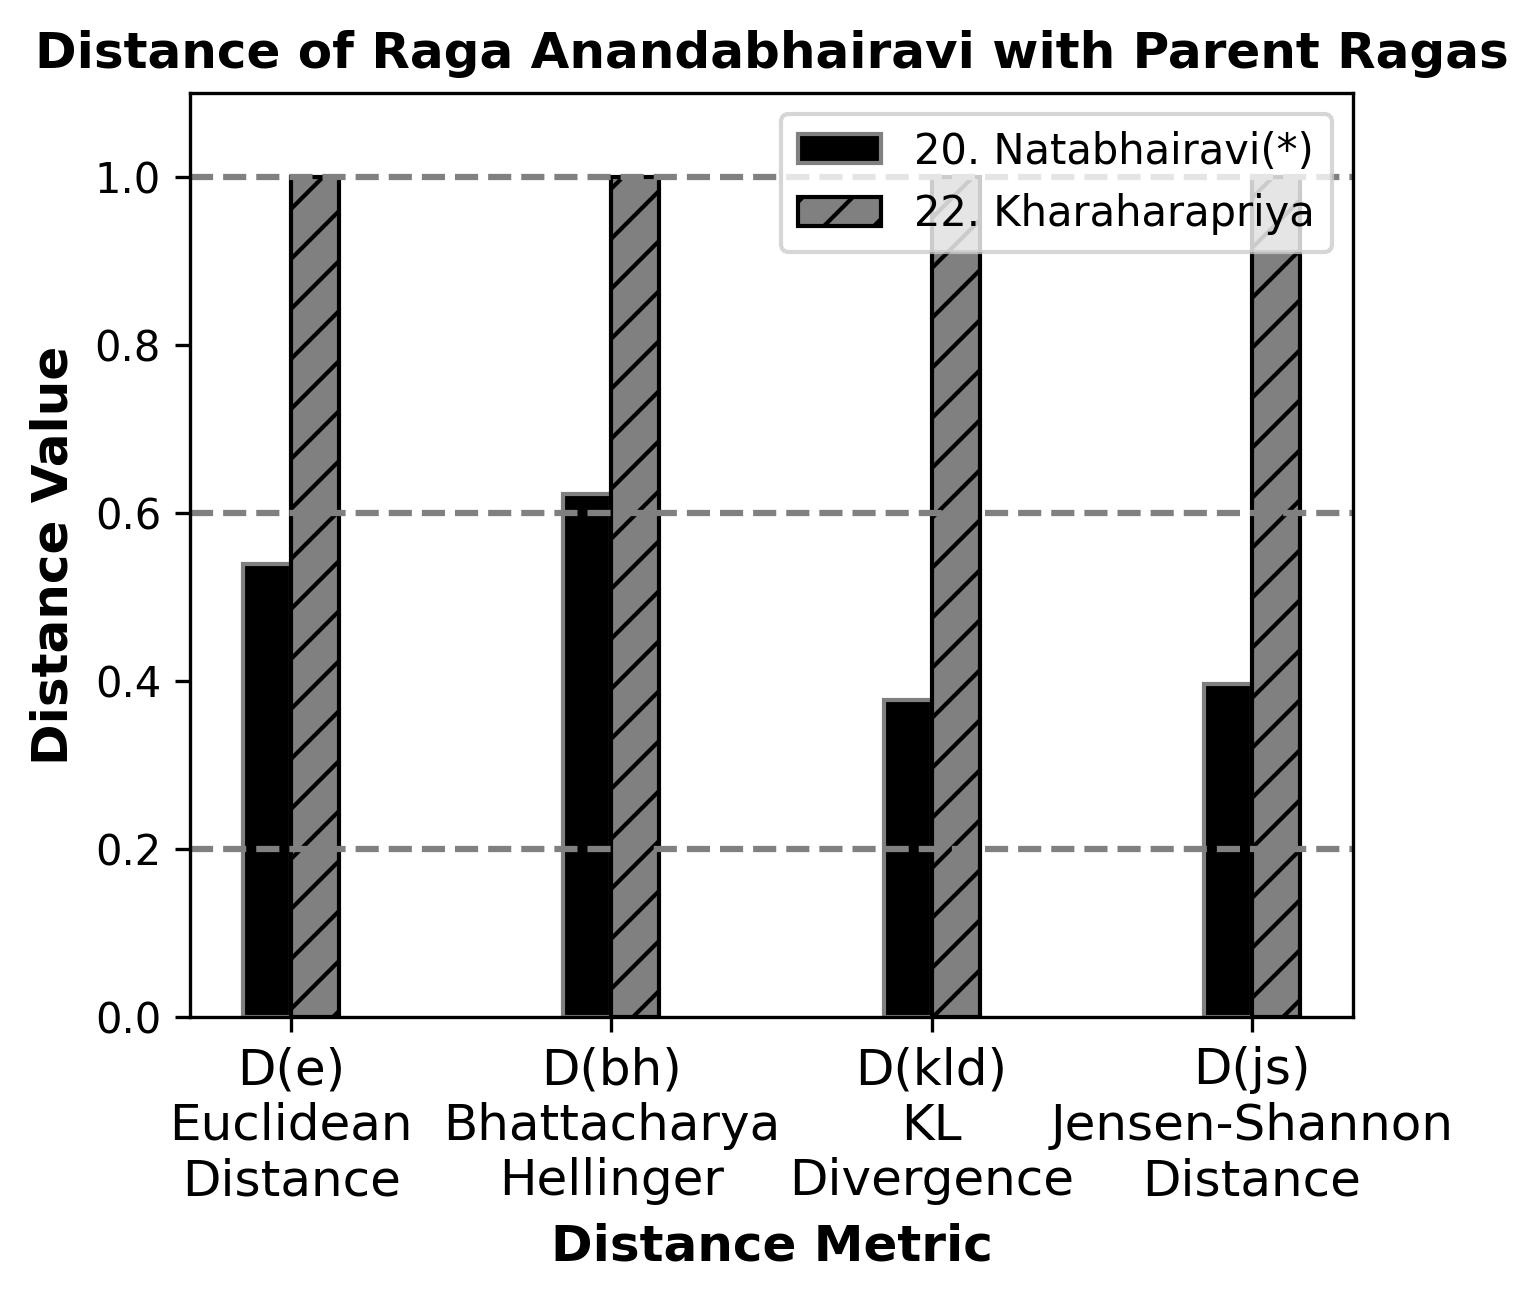 Distance of Raga Anandabhairavi with Parent Ragas
20. Natabhairavi(*)
22. Kharaharapriya
Distance Value
1.0
0.8
0.6
0.4
0.2
0.0
D(e) D(bh) D(kld) D(js)
Euclidean Bhattacharya KL Jensen-Shannon
Distance Hellinger Divergence Distance
Distance Metric